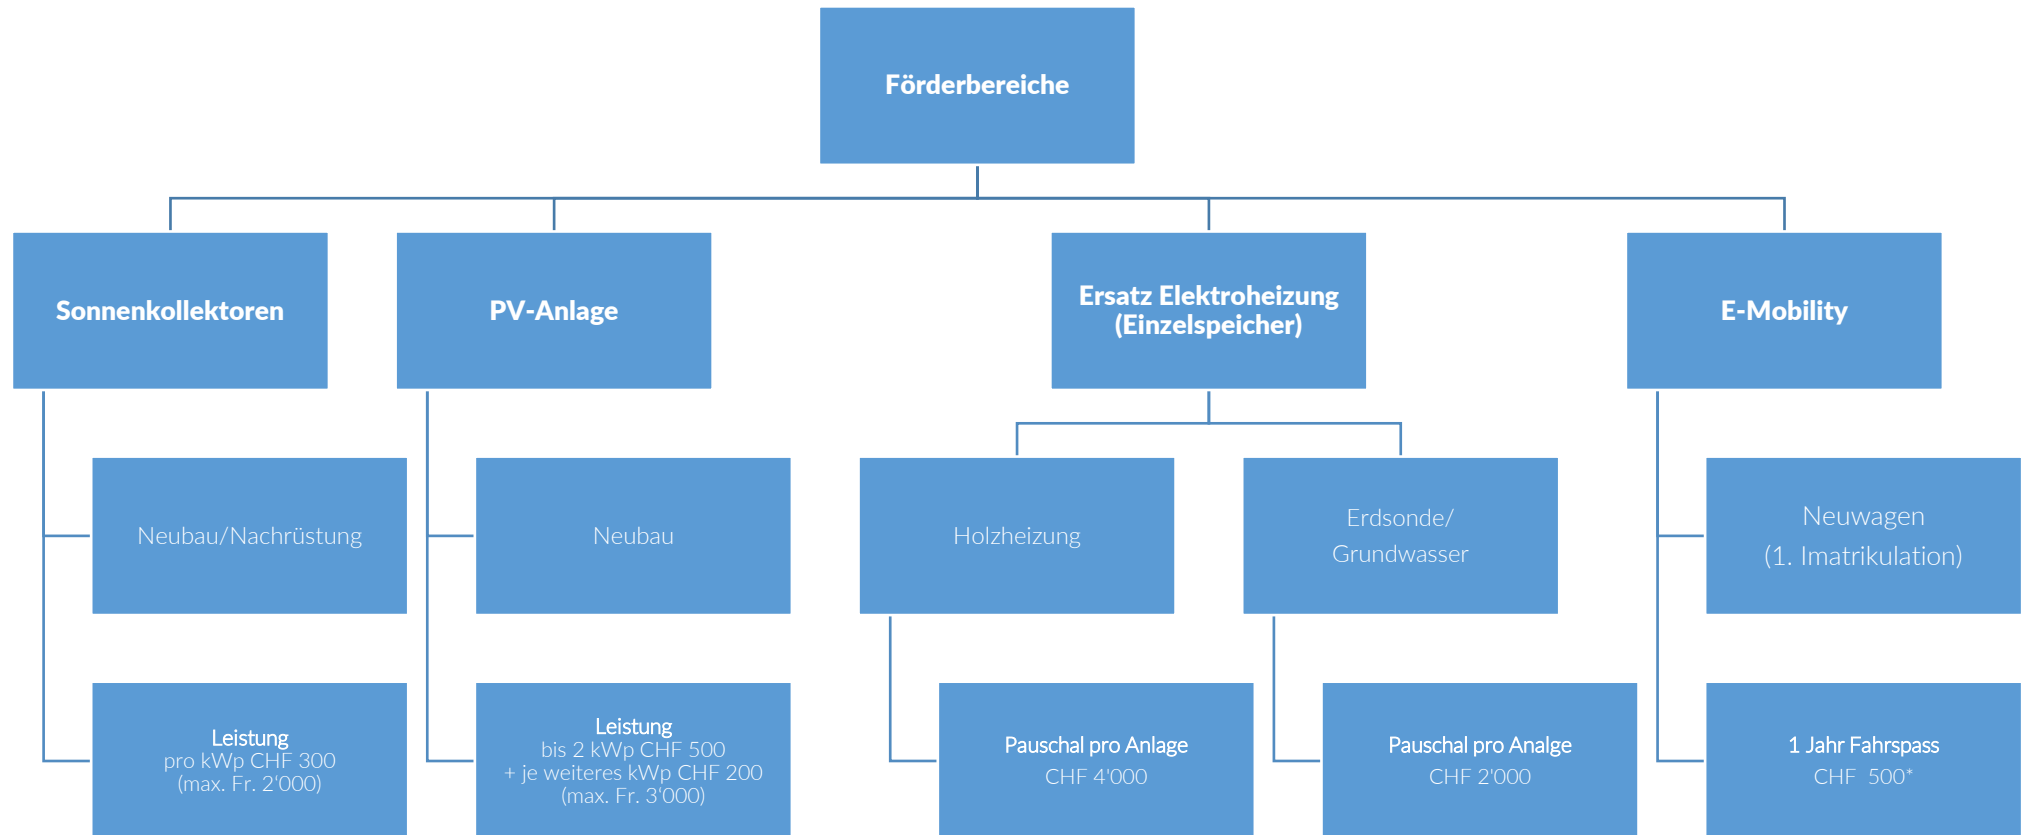 Förderbereiche
Sonnenkollektoren
PV-Anlage
Ersatz Elektroheizung
(Einzelspeicher)
E-Mobility
Neubau/Nachrüstung
Neubau
Holzheizung
Erdsonde/
Grundwasser
Neuwagen
(1. Imatrikulation)
Leistung
pro kWp CHF 300
(max. Fr. 2'000)
Leistung
bis 2 kWp CHF 500
+ je weiteres kWp CHF 200
(max. Fr. 3'000)
Pauschal pro Anlage
CHF 4'000
Pauschal pro Analge
CHF 2'000
1 Jahr Fahrspass
CHF  500*